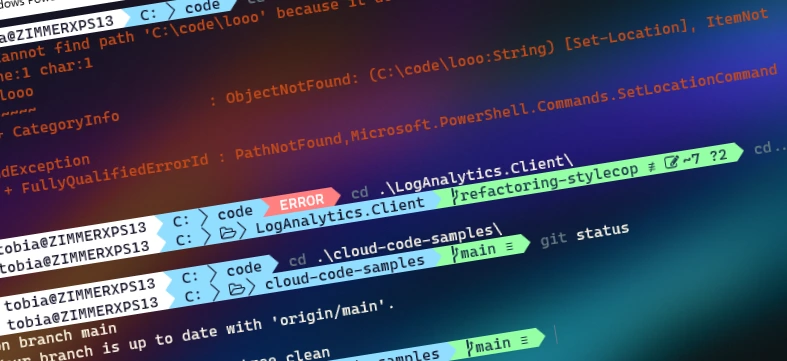 dows Pow
a@ZIMMERXPS13 C: code cd
annot find path 'C:\code\looo' because it
ne:1 char:1
looo
~~~~
CategoryInfo : ObjectNotFound: (C:\code\looo:String) [Set-Location], ItemNot
dException
+ FullyQualifiedErrorId : PathNotFound,Microsoft.PowerShell.Commands.SetLocationCommand
tobia@ZIMMERXPS13 C: code ERROR cd .\LogAnalytics.Client\
tobia@ZIMMERXPS13 C: LogAnalytics.Client refactoring-stylecop ≢ ~7 ?2 cd..
tobia@ZIMMERXPS13 C: code cd .\cloud-code-samples\
tobia@ZIMMERXPS13 C: cloud-code-samples main ≡ git status
n branch main
ur branch is up to date with 'origin/main'.
clean
samples main ≡